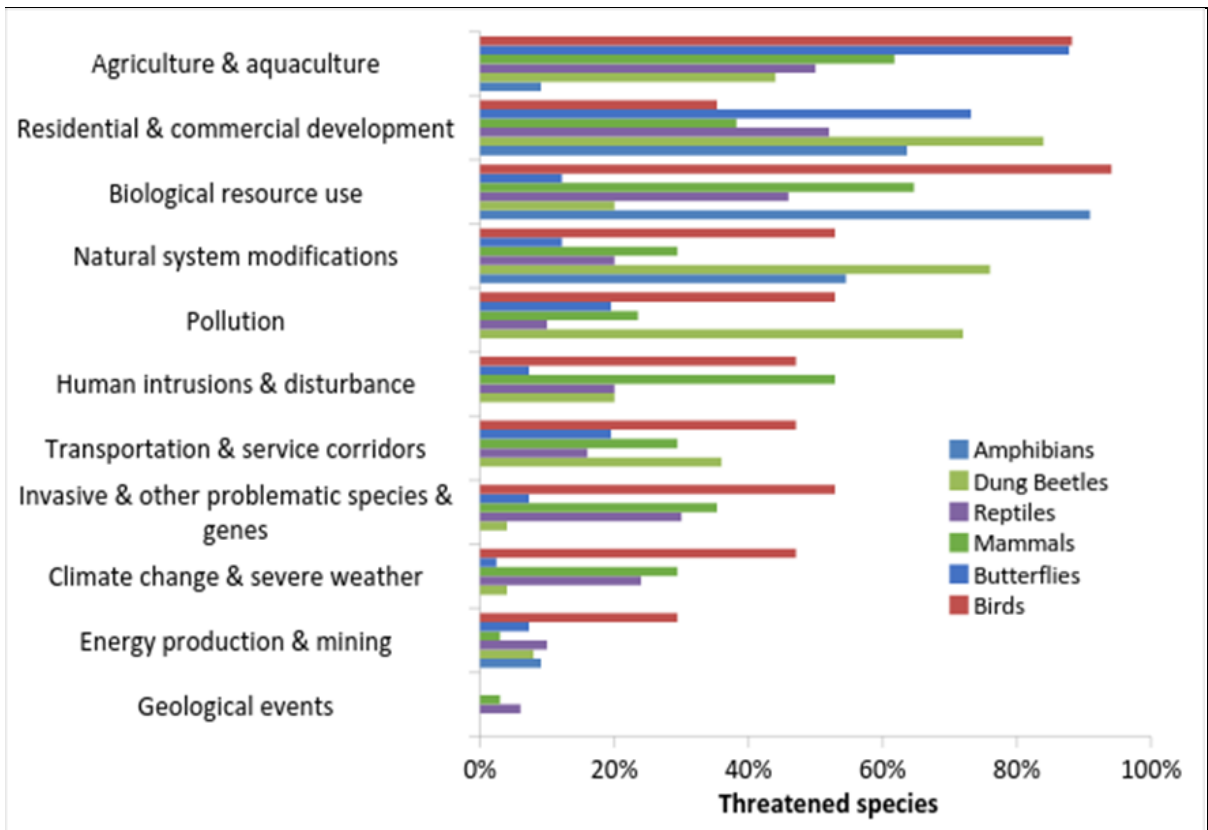 Agriculture & aquaculture
Residential & commercial development
Biological resource use
Natural system modifications
Pollution
Human intrusions & disturbance
Transportation & service corridors
Invasive & other problematic species &
genes
Climate change & severe weather
Energy production & mining
Geological events
Amphibians
Dung Beetles
Reptiles
Mammals
Butterflies
Birds
0% 20% 40% 60% 80% 100%
Threatened species